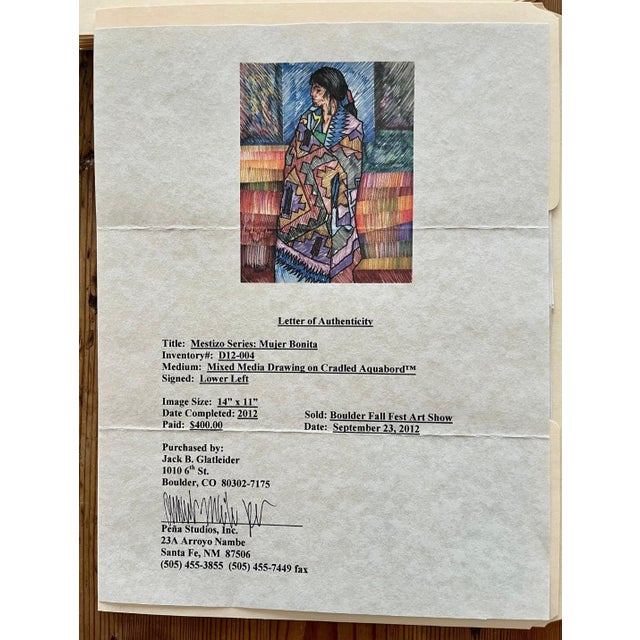 Letter of Authenticity
Title: Mestizo Series: Mujer Bonita
Inventory#: D12-004
Medium: Mixed Media Drawing on Cradled Aquabord™
Signed: Lower Left
Image Size: 14" x 11"
Date Completed: 2012 Sold: Boulder Fall Fest Art Show
Paid: $400.00 Date: September 23, 2012
Purchased by:
Jack B. Glatleider
1010 6th St.
Boulder, CO 80302-7175
Peña Studios, Inc.
23A Arroyo Nambe
Santa Fe, NM 87506
(505) 455-3855 (505) 455-7449 fax